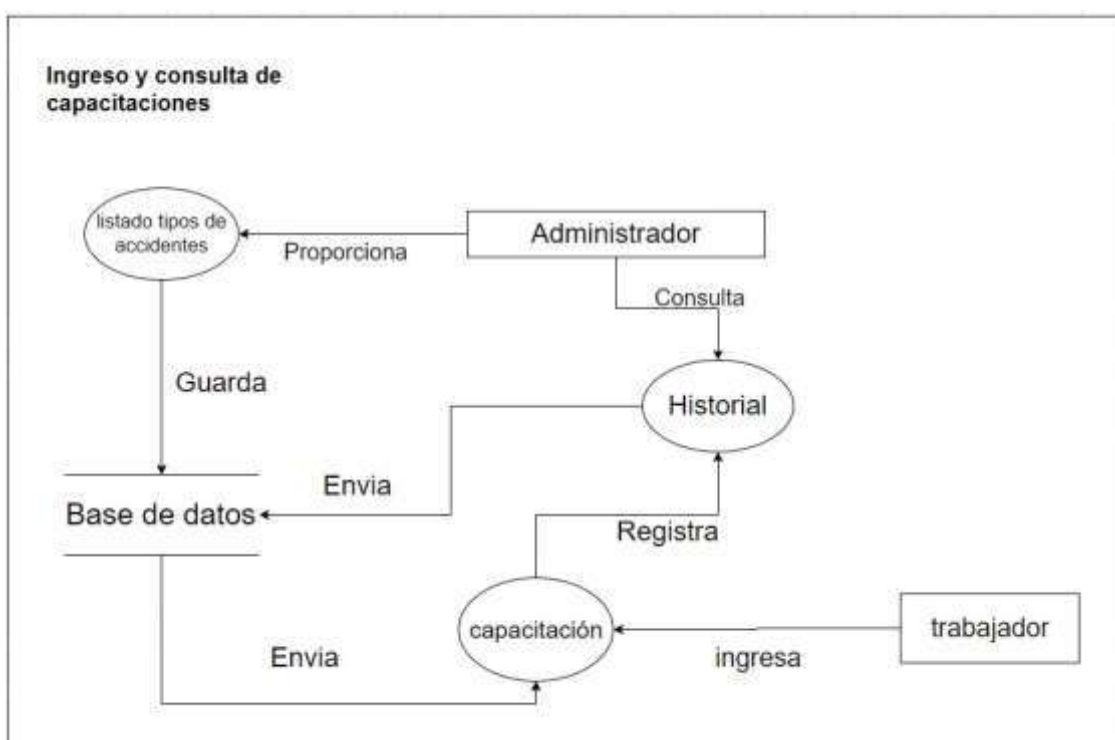 Ingreso y consulta de
capacitaciones
listado tipos de
accidentes
Proporciona
Administrador
Consulta
Guarda
Historial
Envia
Base de datos
Registra
capacitación
trabajador
ingresa
Envia